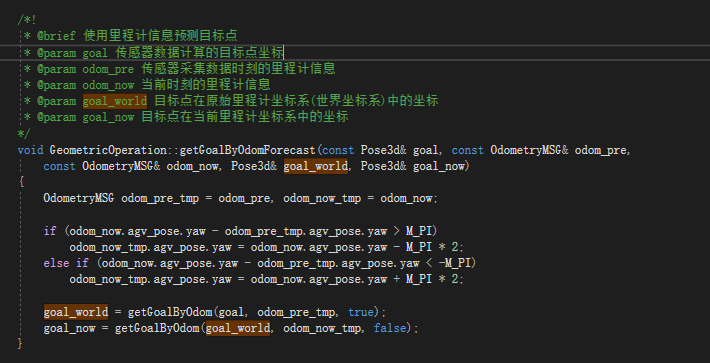 /*!
* @brief 使用里程计信息预测目标点
* @param goal 传感器数据计算的目标点坐标
* @param odom_pre 传感器采集数据时刻的里程计信息
* @param odom_now 当前时刻的里程计信息
* @param goal_world 目标点在原始里程计坐标系(世界坐标系)中的坐标
* @param goal_now 目标点在当前里程计坐标系中的坐标
*/
void GeometricOperation::getGoalByOdomForecast(const Pose3d& goal, const OdometryMSG& odom_pre,
const OdometryMSG& odom_now, Pose3d& goal_world, Pose3d& goal_now)
{
OdometryMSG odom_pre_tmp = odom_pre, odom_now_tmp = odom_now;
if (odom_now.agv_pose.yaw - odom_pre_tmp.agv_pose.yaw > M_PI)
odom_now_tmp.agv_pose.yaw = odom_now.agv_pose.yaw - M_PI * 2;
else if (odom_now.agv_pose.yaw - odom_pre_tmp.agv_pose.yaw < -M_PI)
odom_now_tmp.agv_pose.yaw = odom_now.agv_pose.yaw + M_PI * 2;
goal_world = getGoalByOdom(goal, odom_pre_tmp, true);
goal_now = getGoalByOdom(goal_world, odom_now_tmp, false);
}